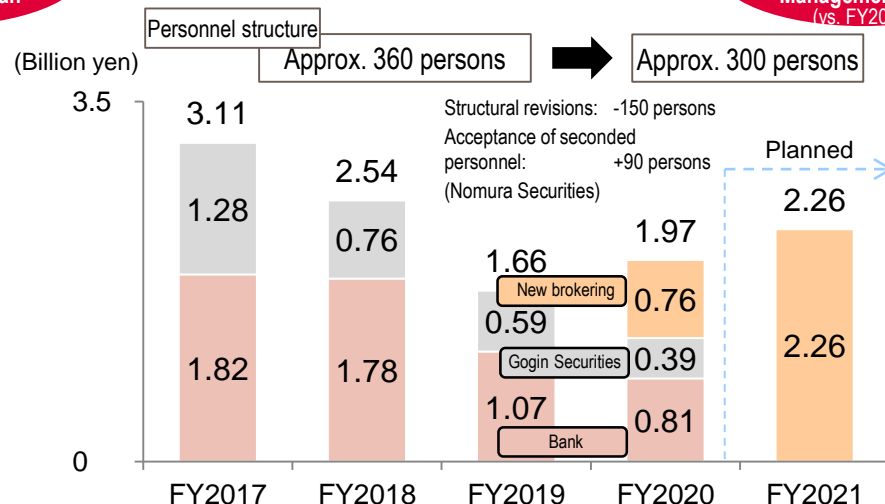 Management
(vs. FY20
Personnel structure
(Billion yen)
Approx. 360 persons
Approx. 300 persons
3.5
Structural revisions: -150 persons
Acceptance of seconded
personnel: +90 persons
(Nomura Securities)
Planned
3.11
2.54
1.66
1.97
2.26
1.28
0.76
New brokering
0.76
0.59
Gogin Securities
0.39
2.26
1.82
1.78
1.07
0.81
Bank
0
FY2017
FY2018
FY2019
FY2020
FY2021